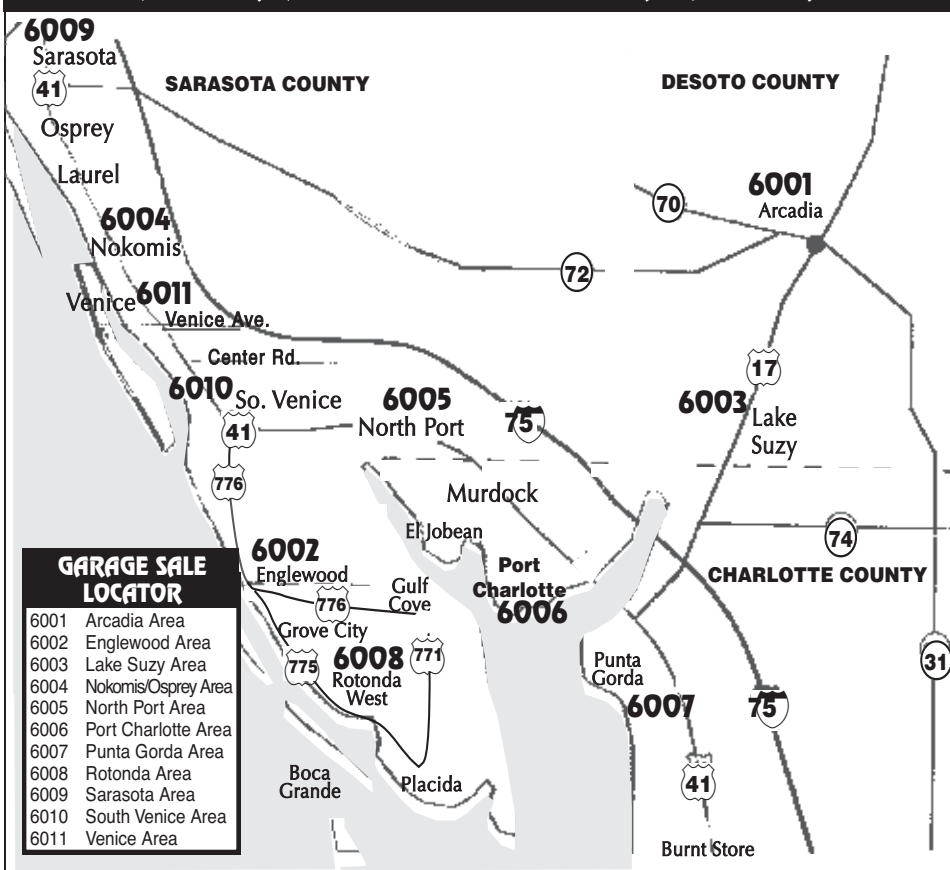 6009
Sarasota
41
SARASOTA COUNTY
DESOTO COUNTY
Osprey
Laurel
70
6001
Arcadia
6004
Nokomis
72
Venice
6011
Venice Ave.
Center Rd.
17
6010
So. Venice
6005
North Port
75
6003
Lake
Suzy
41
776
Murdock
El Jobean
74
6002
Englewood
776
Gulf
Cove
Port
Charlotte
6006
CHARLOTTE COUNTY
Grove City
775
6008
Rotonda
West
771
Punta
Gorda
31
6007
75
Boca
Grande
Placida
41
Burnt Store
GARAGE SALE
LOCATOR
6001 Arcadia Area
6002 Englewood Area
6003 Lake Suzy Area
6004 Nokomis/Osprey Area
6005 North Port Area
6006 Port Charlotte Area
6007 Punta Gorda Area
6008 Rotonda Area
6009 Sarasota Area
6010 South Venice Area
6011 Venice Area